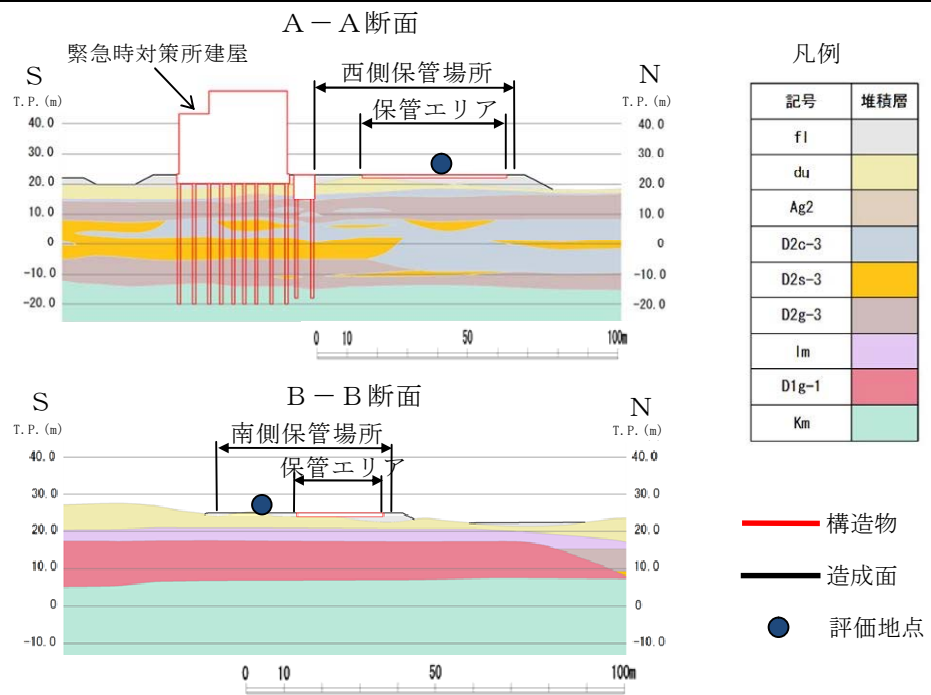 A-A断面
緊急時対策所建屋
S
N
西側保管場所
T.P.(m)
T.P.(m)
保管エリア
40.0
40.0
30.0
30.0
20.0
20.0
10.0
10.0
0
0
-10.0
-10.0
-20.0
-20.0
0 10 50 100m
B-B断面
S
N
T.P.(m)
南側保管場所
T.P.(m)
40.0
保管エリア
40.0
30.0
30.0
20.0
20.0
10.0
10.0
0
0
-10.0
-10.0
0 10 50 100m
凡例
記号 堆積層
fl
du
Ag2
D2c-3
D2s-3
D2g-3
lm
D1g-1
Km
構造物
造成面
評価地点